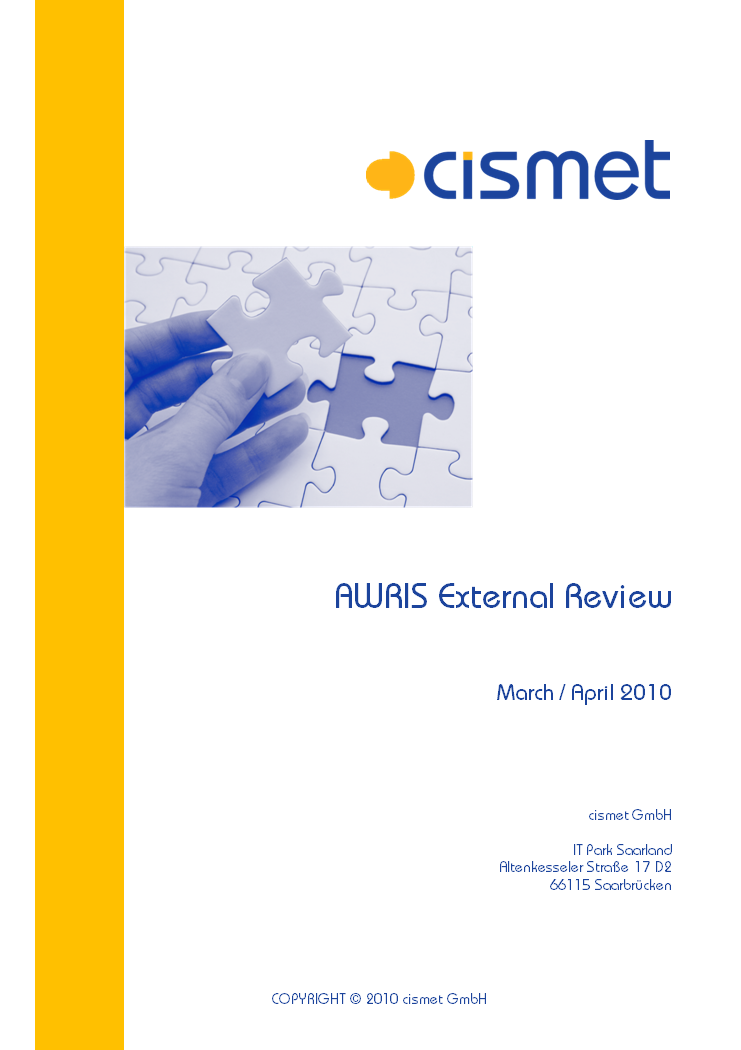 cismet
AWRIS External Review
March / April 2010
cismet GmbH
IT Park Saarland
Altenkesseler Straße 17 D2
66115 Saarbrücken
COPYRIGHT © 2010 cismet GmbH